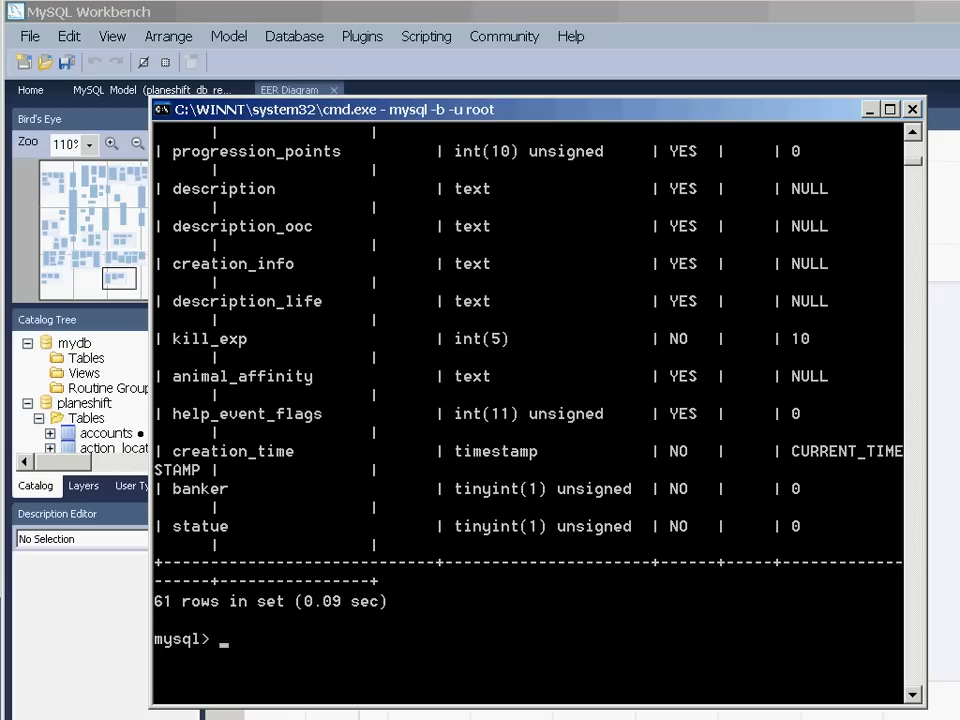 MySQL Workbench
File Edit View Arrange Model Database Plugins Scripting Community Help
Home MySQL Model (planeshift_db_re... EER Diagram ×
Bird's Eye
Zoo 110%
Catalog Tree
mydb
Tables
Views
Routine Group
planeshift
Tables
accounts
action_locat
Catalog Layers User Ty
Description Editor
No Selection
C:\WINNT\system32\cmd.exe - mysql -b -u root
| |
| progression_points | int(10) unsigned | YES | | 0
| |
| description | text | YES | | NULL
| |
| description_ooc | text | YES | | NULL
| |
| creation_info | text | YES | | NULL
| |
| description_life | text | YES | | NULL
| |
| kill_exp | int(5) | NO | | 10
| |
| animal_affinity | text | YES | | NULL
| |
| help_event_flags | int(11) unsigned | YES | | 0
| |
| creation_time | timestamp | NO | | CURRENT_TIME
STAMP | |
| banker | tinyint(1) unsigned | NO | | 0
| |
| statue | tinyint(1) unsigned | NO | | 0
| |
+-----------------------------+----------------------+------+-----+-------------
------+----------------+
61 rows in set (0.09 sec)
mysql> _